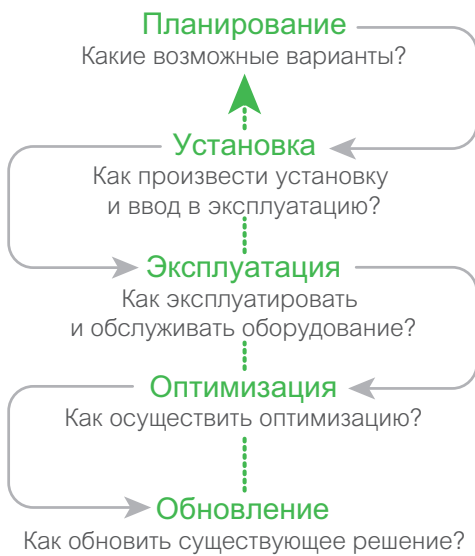 Планирование
Какие возможные варианты?
Установка
Как произвести установку
и ввод в эксплуатацию?
Эксплуатация
Как эксплуатировать
и обслуживать оборудование?
Оптимизация
Как осуществить оптимизацию?
Обновление
Как обновить существующее решение?